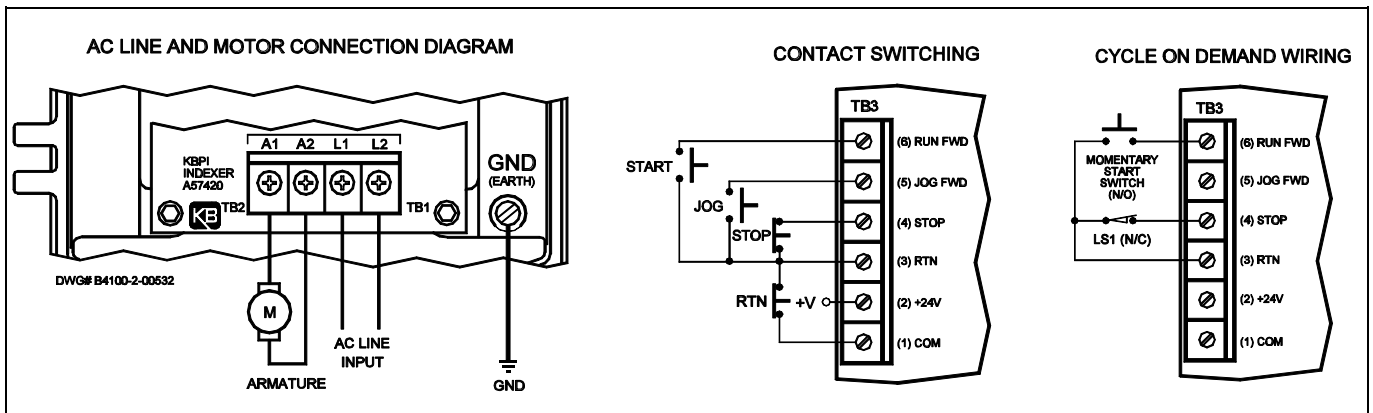 AC LINE AND MOTOR CONNECTION DIAGRAM
A1 A2 L1 L2
KBPI
INDEXER
A57420
GND
(EARTH)
KB
TB2
TB1
DWG# B4100-2-00532
M
AC LINE
INPUT
ARMATURE
GND
CONTACT SWITCHING
TB3
(6) RUN FWD
START
(5) JOG FWD
JOG
(4) STOP
STOP
(3) RTN
RTN
+V
(2) +24V
(1) COM
CYCLE ON DEMAND WIRING
TB3
(6) RUN FWD
MOMENTARY
START
SWITCH
(N/O)
(5) JOG FWD
(4) STOP
LS1 (N/C)
(3) RTN
(2) +24V
(1) COM